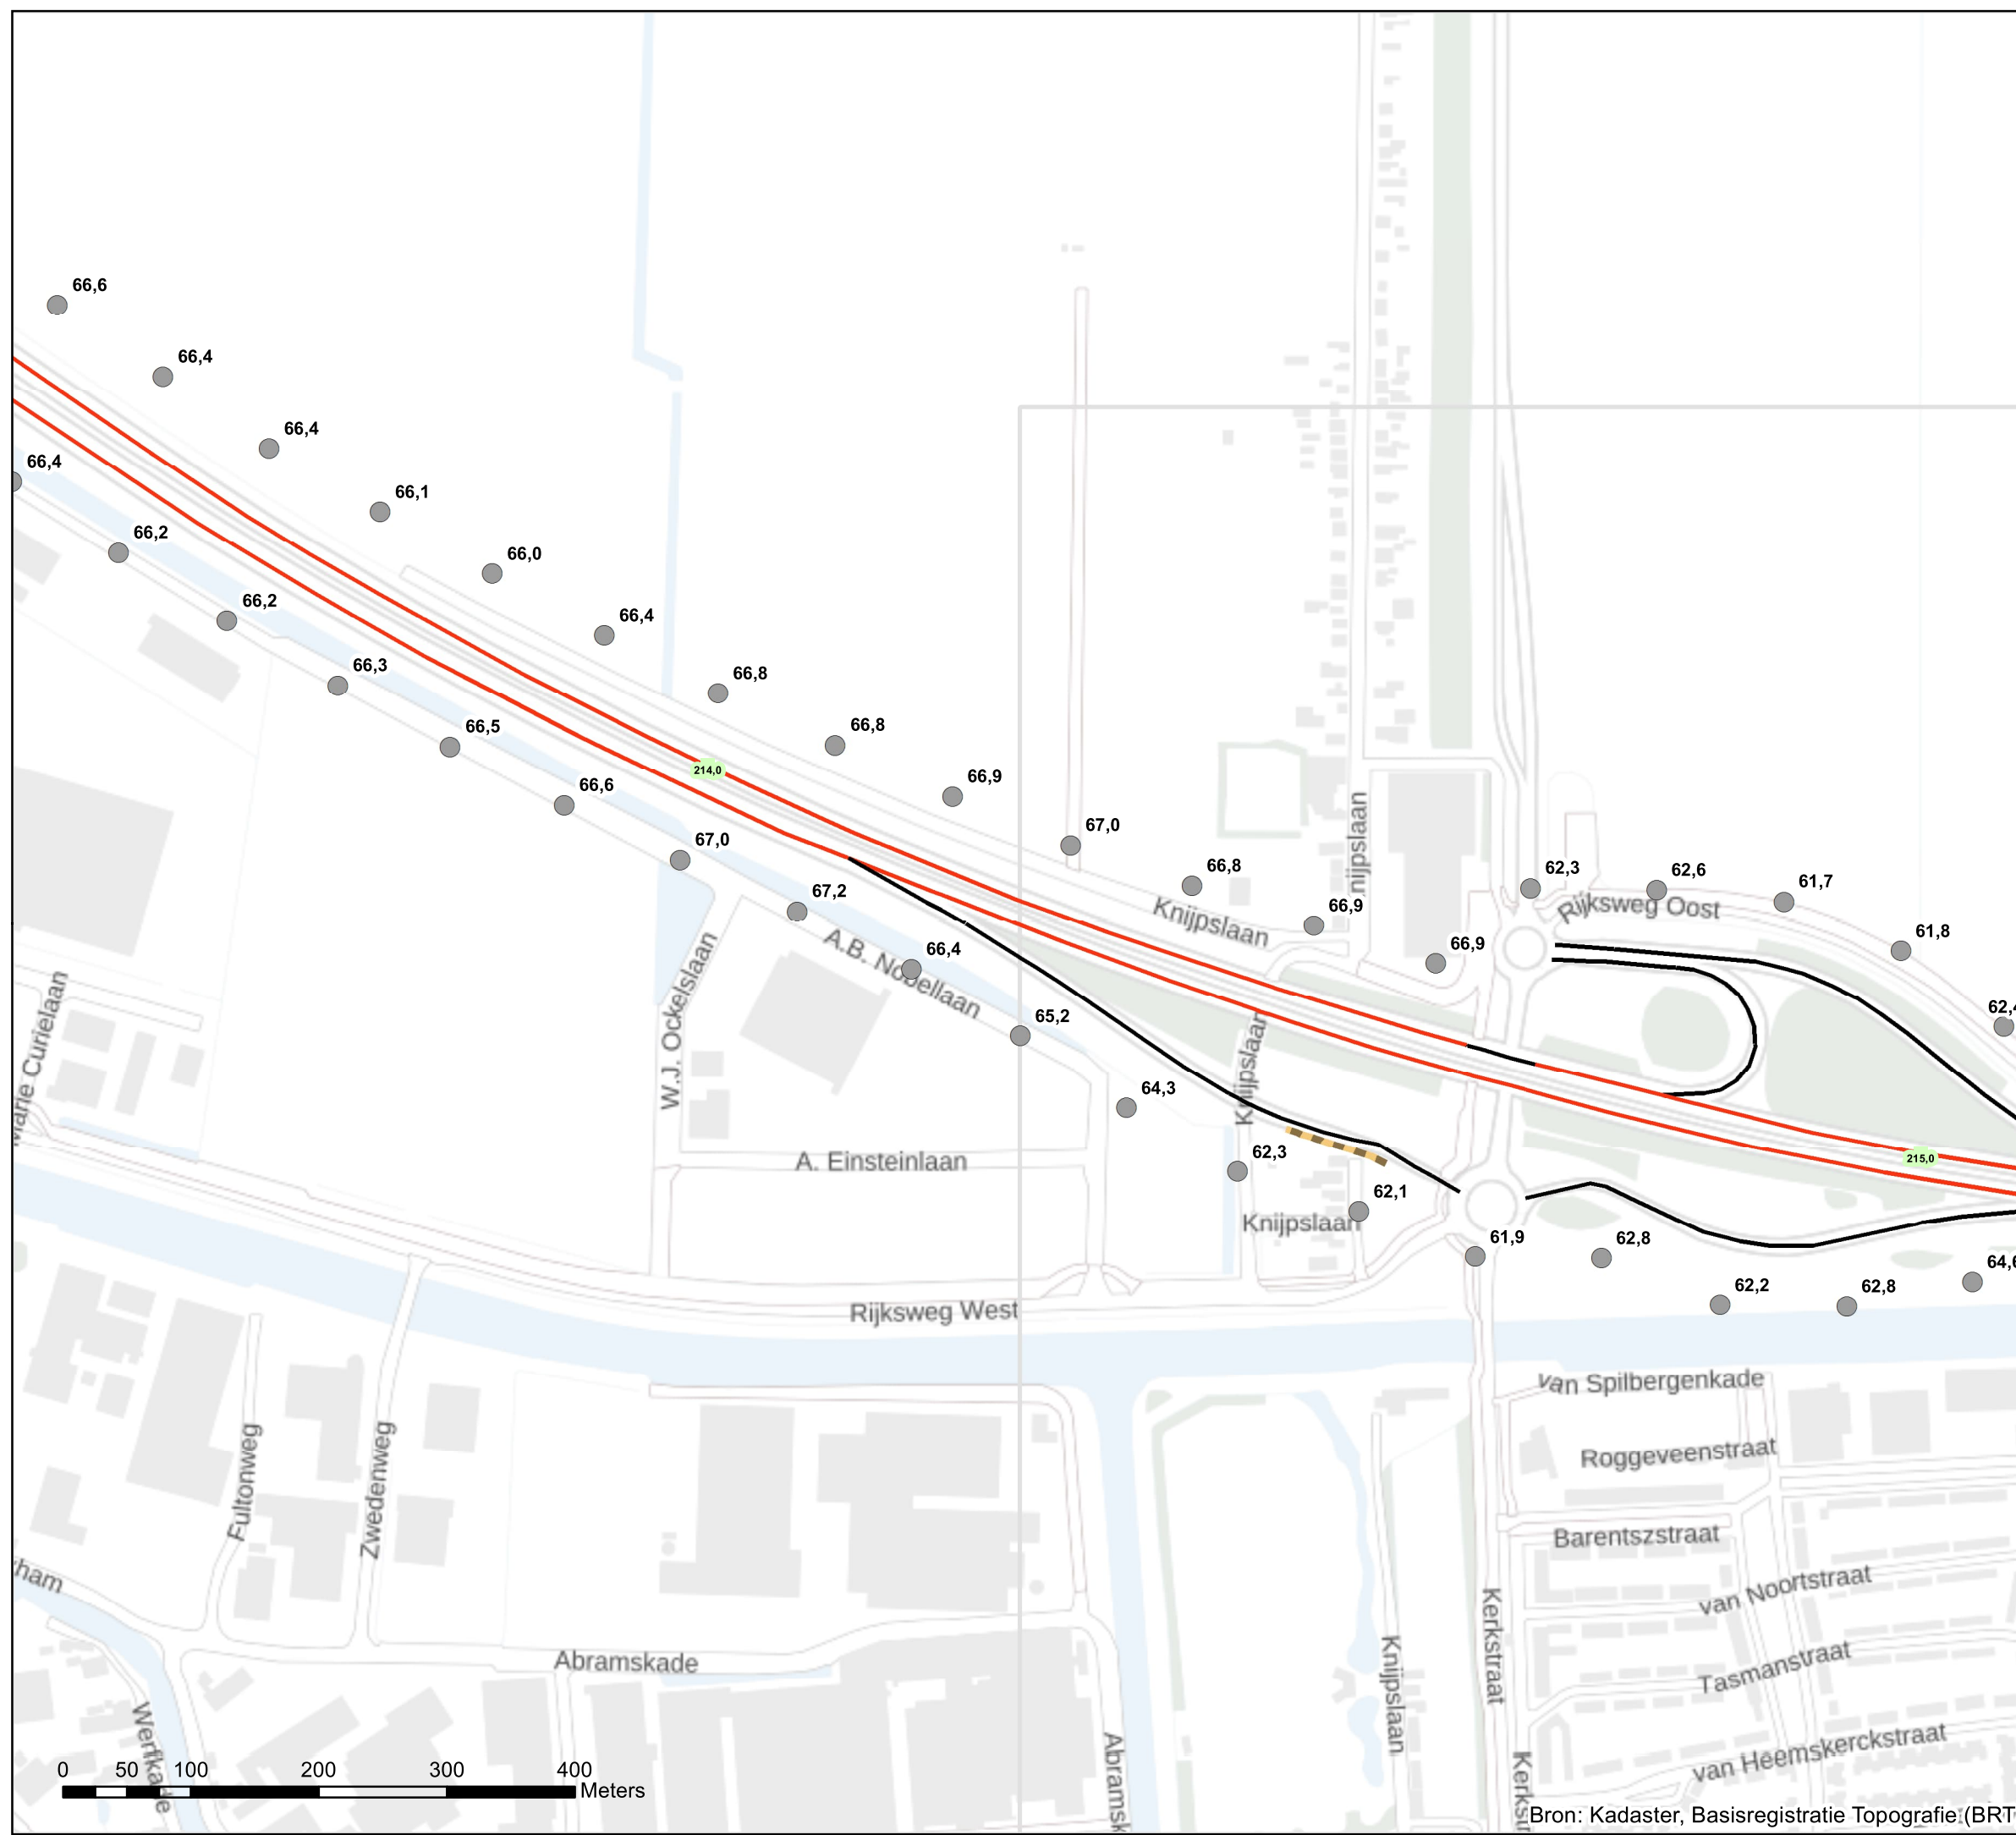 66,6
66,4
66,4
66,4
66,1
66,2
66,0
66,2
66,4
66,3
66,8
66,5
66,8
214,0
66,9
66,6
67,0
67,0
66,8
67,2
66,9
66,4
66,9
62,3
62,6
61,7
61,8
Rijksweg Oost
Knijpslaan
A.B. Nobellaan
W.J. Ockelslaan
Marie Curielaan
65,2
64,3
Knijpslaan
A. Einsteinlaan
215,0
62,3
62,1
Knijpslaan
61,9
62,8
62,2
62,8
Rijksweg West
van Spilbergenkade
Roggeveenstraat
Fultonweg
Zwedenweg
Barentszstraat
van Noortstraat
Kerkstraat
Tasmanstraat
Abramskade
Knijpslaan
van Heemskerckstraat
Werfkade
0 50 100 200 300 400
Meters
Bron: Kadaster, Basisregistratie Topografie (BRT